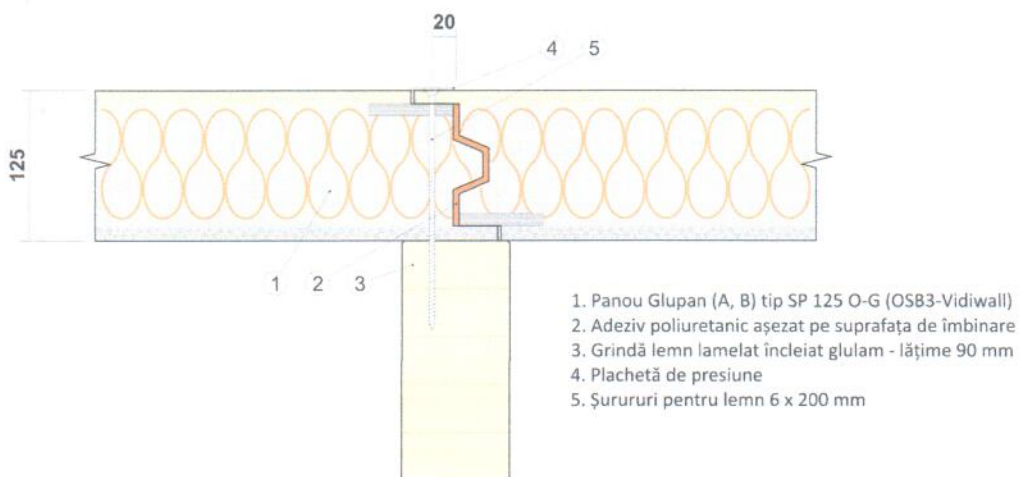 20
4 5
125
1 2 3
1. Panou Glupan (A, B) tip SP 125 O-G (OSB3-Vidiwall)
2. Adeziv poliuretanic așezat pe suprafața de îmbinare
3. Grindă lemn lamelat încleiat glulam - lățime 90 mm
4. Plachetă de presiune
5. Șurururi pentru lemn 6 x 200 mm